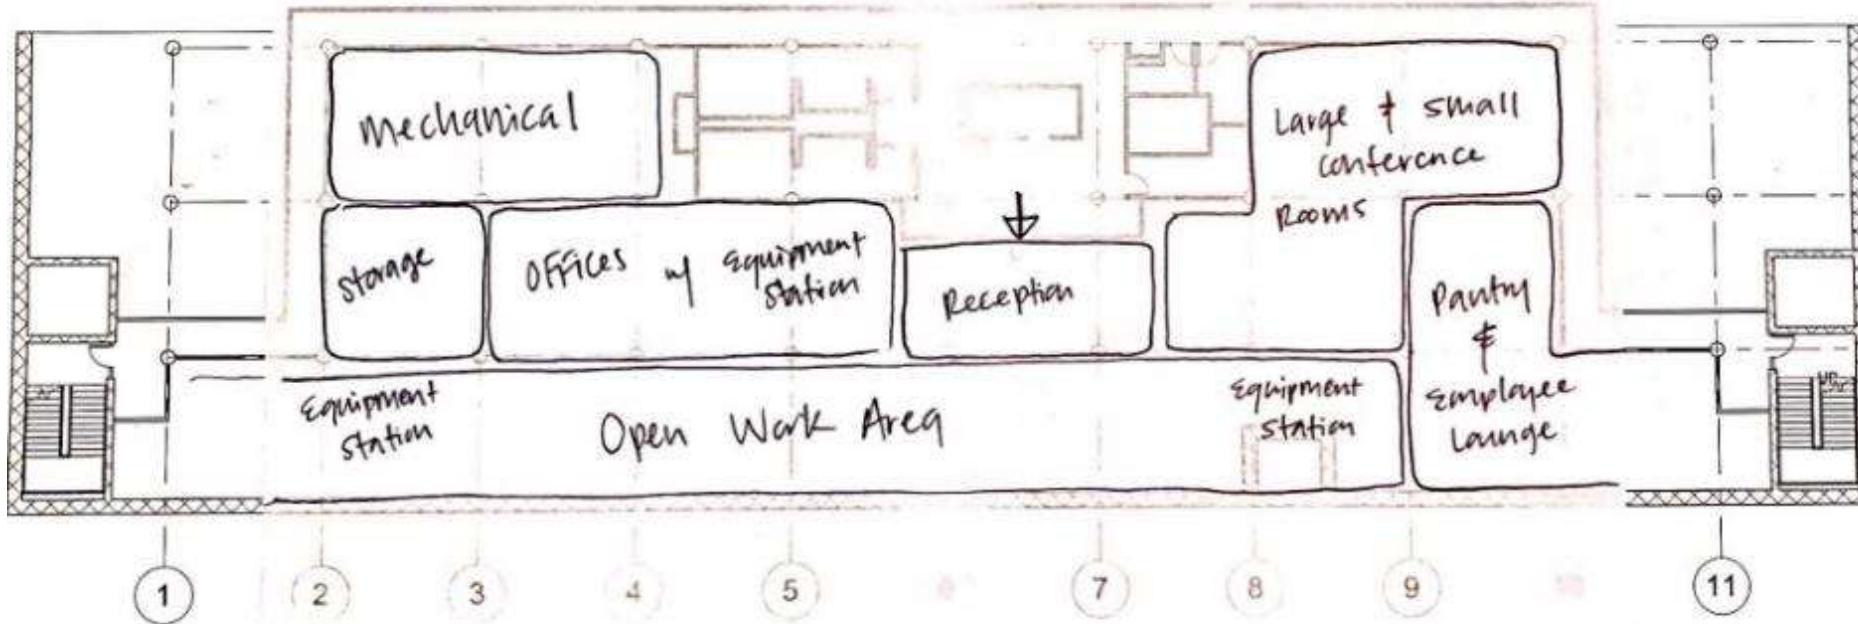 Mechanical
Large & small
conference
Rooms
Storage
Offices w/ Equipment
Station
Reception
Pantry
&
Employee
Lounge
Equipment
Station
Open Work Area
Equipment
Station
UP
1
2
3
4
5
7
8
9
11